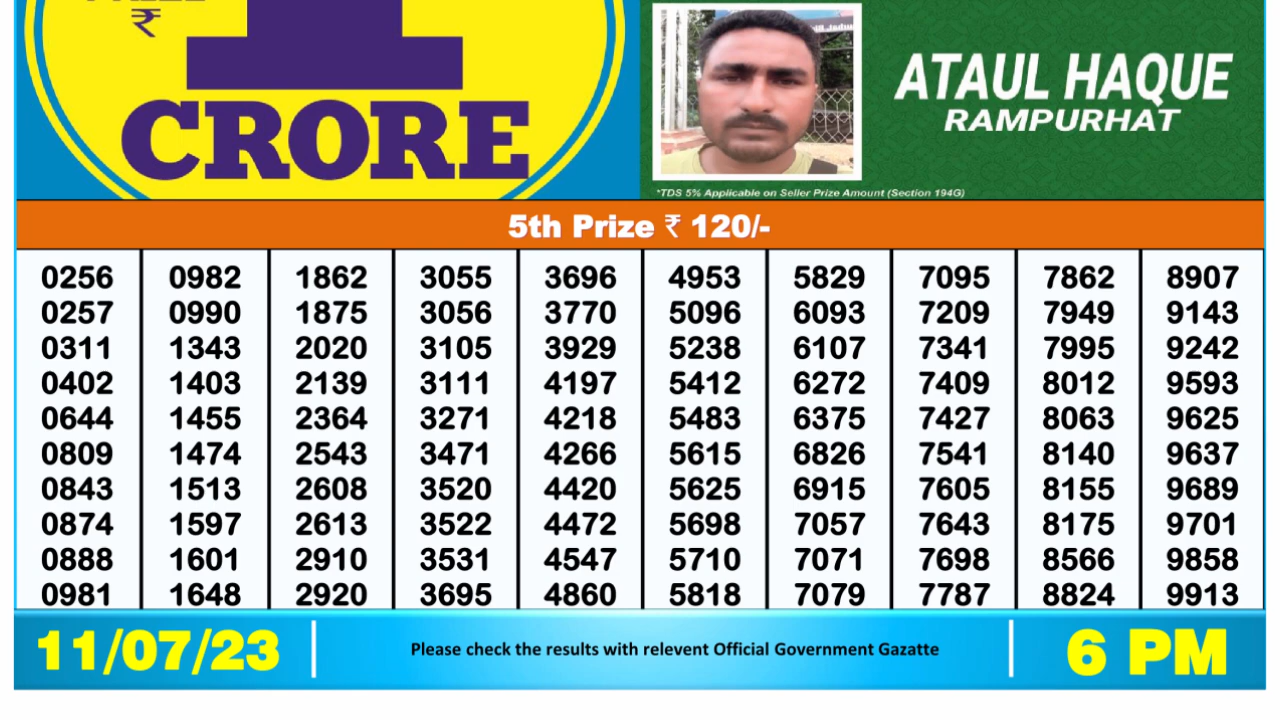 ₹
1
CRORE
ATAUL HAQUE
RAMPURHAT
*TDS 5% Applicable on Seller Prize Amount (Section 194G)
5th Prize ₹ 120/-
0256 0982 1862 3055 3696 4953 5829 7095 7862 8907
0257 0990 1875 3056 3770 5096 6093 7209 7949 9143
0311 1343 2020 3105 3929 5238 6107 7341 7995 9242
0402 1403 2139 3111 4197 5412 6272 7409 8012 9593
0644 1455 2364 3271 4218 5483 6375 7427 8063 9625
0809 1474 2543 3471 4266 5615 6826 7541 8140 9637
0843 1513 2608 3520 4420 5625 6915 7605 8155 9689
0874 1597 2613 3522 4472 5698 7057 7643 8175 9701
0888 1601 2910 3531 4547 5710 7071 7698 8566 9858
0981 1648 2920 3695 4860 5818 7079 7787 8824 9913
11/07/23
Please check the results with relevent Official Government Gazatte
6 PM